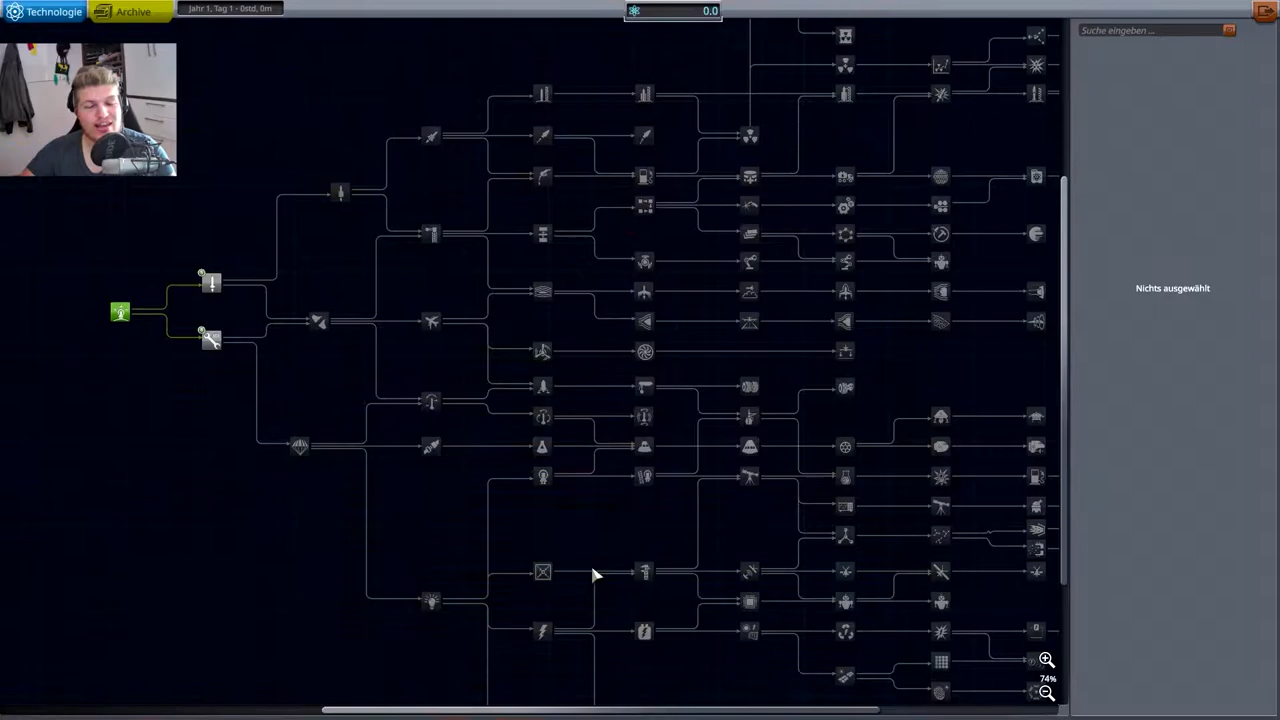 Technologie
Archive
Jahr 1, Tag 1 - 0std, 0m
0.0
Suche eingeben ...
Nichts ausgewählt
74%